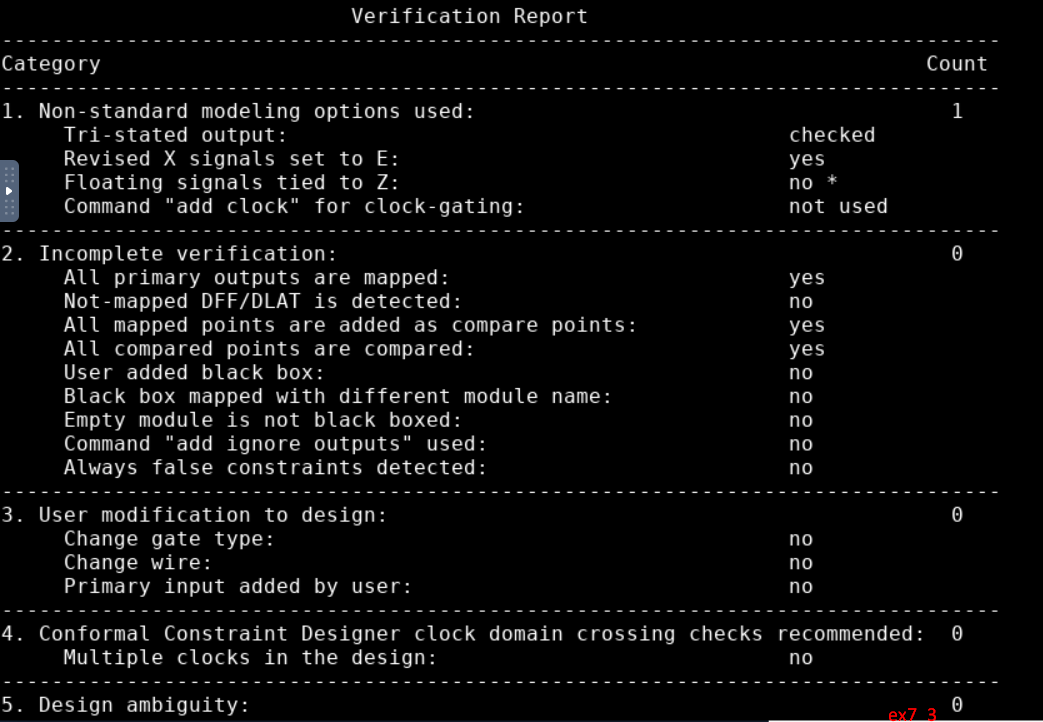 Verification Report
--------------------------------------------------------------------------------
Category Count
--------------------------------------------------------------------------------
1. Non-standard modeling options used: 1
Tri-stated output: checked
Revised X signals set to E: yes
Floating signals tied to Z: no *
Command "add clock" for clock-gating: not used
--------------------------------------------------------------------------------
2. Incomplete verification: 0
All primary outputs are mapped: yes
Not-mapped DFF/DLAT is detected: no
All mapped points are added as compare points: yes
All compared points are compared: yes
User added black box: no
Black box mapped with different module name: no
Empty module is not black boxed: no
Command "add ignore outputs" used: no
Always false constraints detected: no
--------------------------------------------------------------------------------
3. User modification to design: 0
Change gate type: no
Change wire: no
Primary input added by user: no
--------------------------------------------------------------------------------
4. Conformal Constraint Designer clock domain crossing checks recommended: 0
Multiple clocks in the design: no
--------------------------------------------------------------------------------
5. Design ambiguity: 0
ex7_3